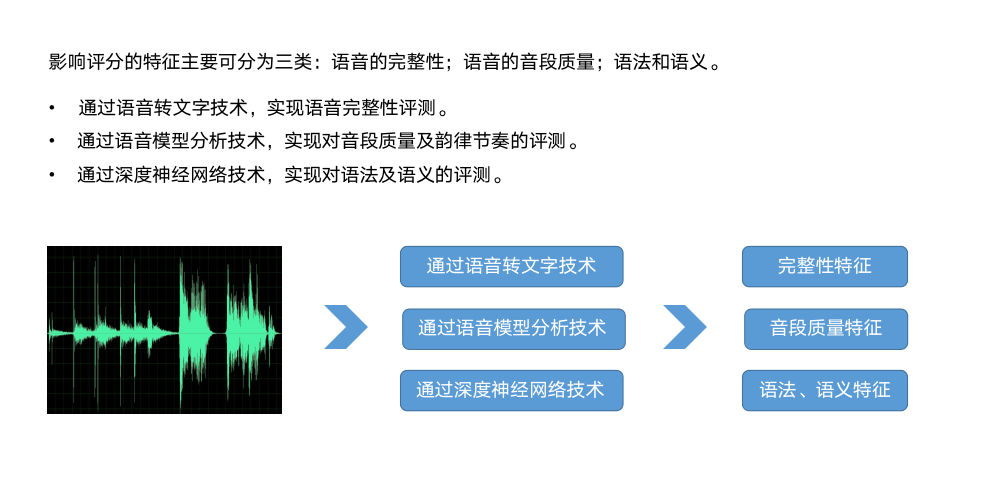 影响评分的特征主要可分为三类：语音的完整性；语音的音段质量；语法和语义。
• 通过语音转文字技术，实现语音完整性评测。
• 通过语音模型分析技术，实现对音段质量及韵律节奏的评测。
• 通过深度神经网络技术，实现对语法及语义的评测。
通过语音转文字技术
完整性特征
通过语音模型分析技术
音段质量特征
通过深度神经网络技术
语法、语义特征